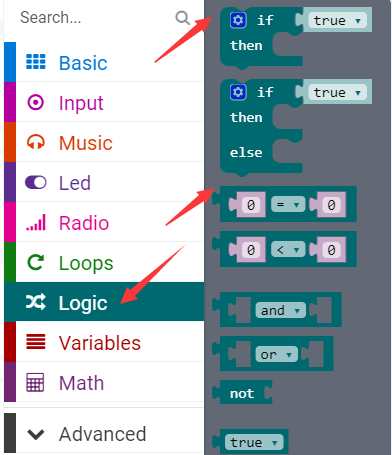 Search...
Basic
Input
Music
Led
Radio
Loops
Logic
Variables
Math
Advanced
if true
then
if true
then
else
0 = 0
0 < 0
and
or
not
true